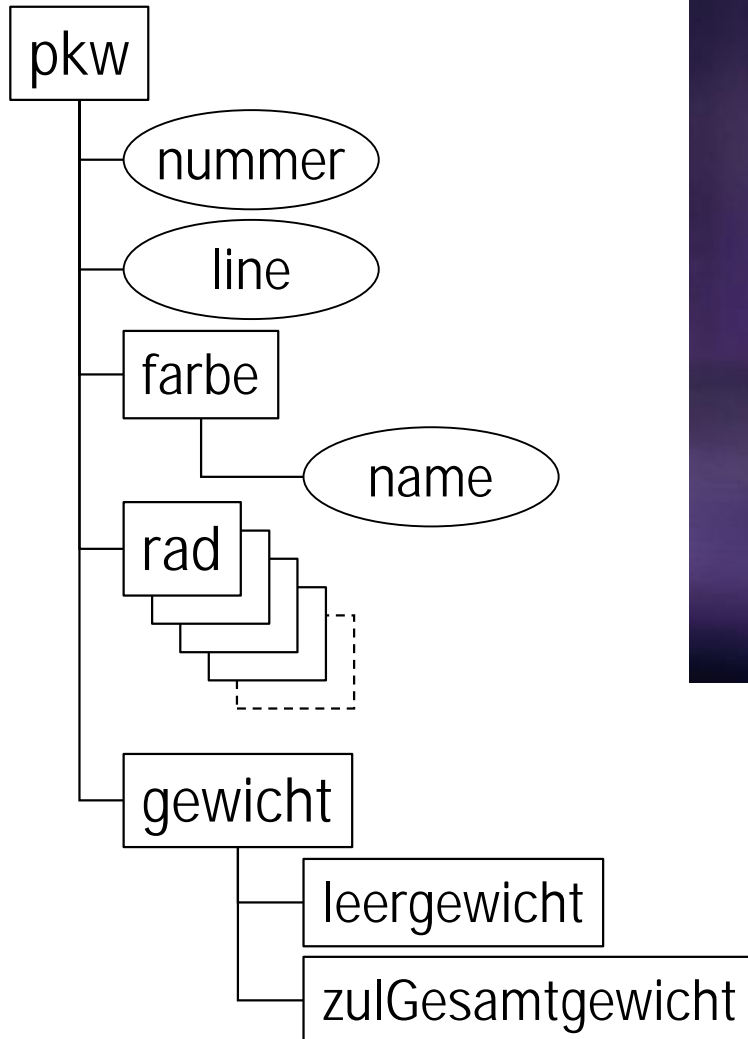 pkw
nummer
line
farbe
name
rad
gewicht
leergewicht
zulGesamtgewicht